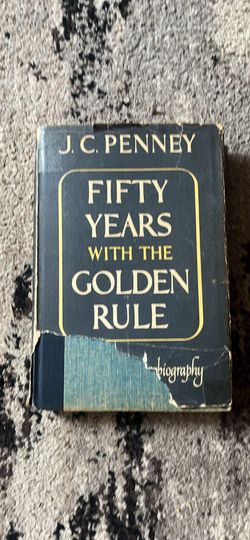 J. C. PENNEY
FIFTY
YEARS
WITH THE
GOLDEN
RULE
biography